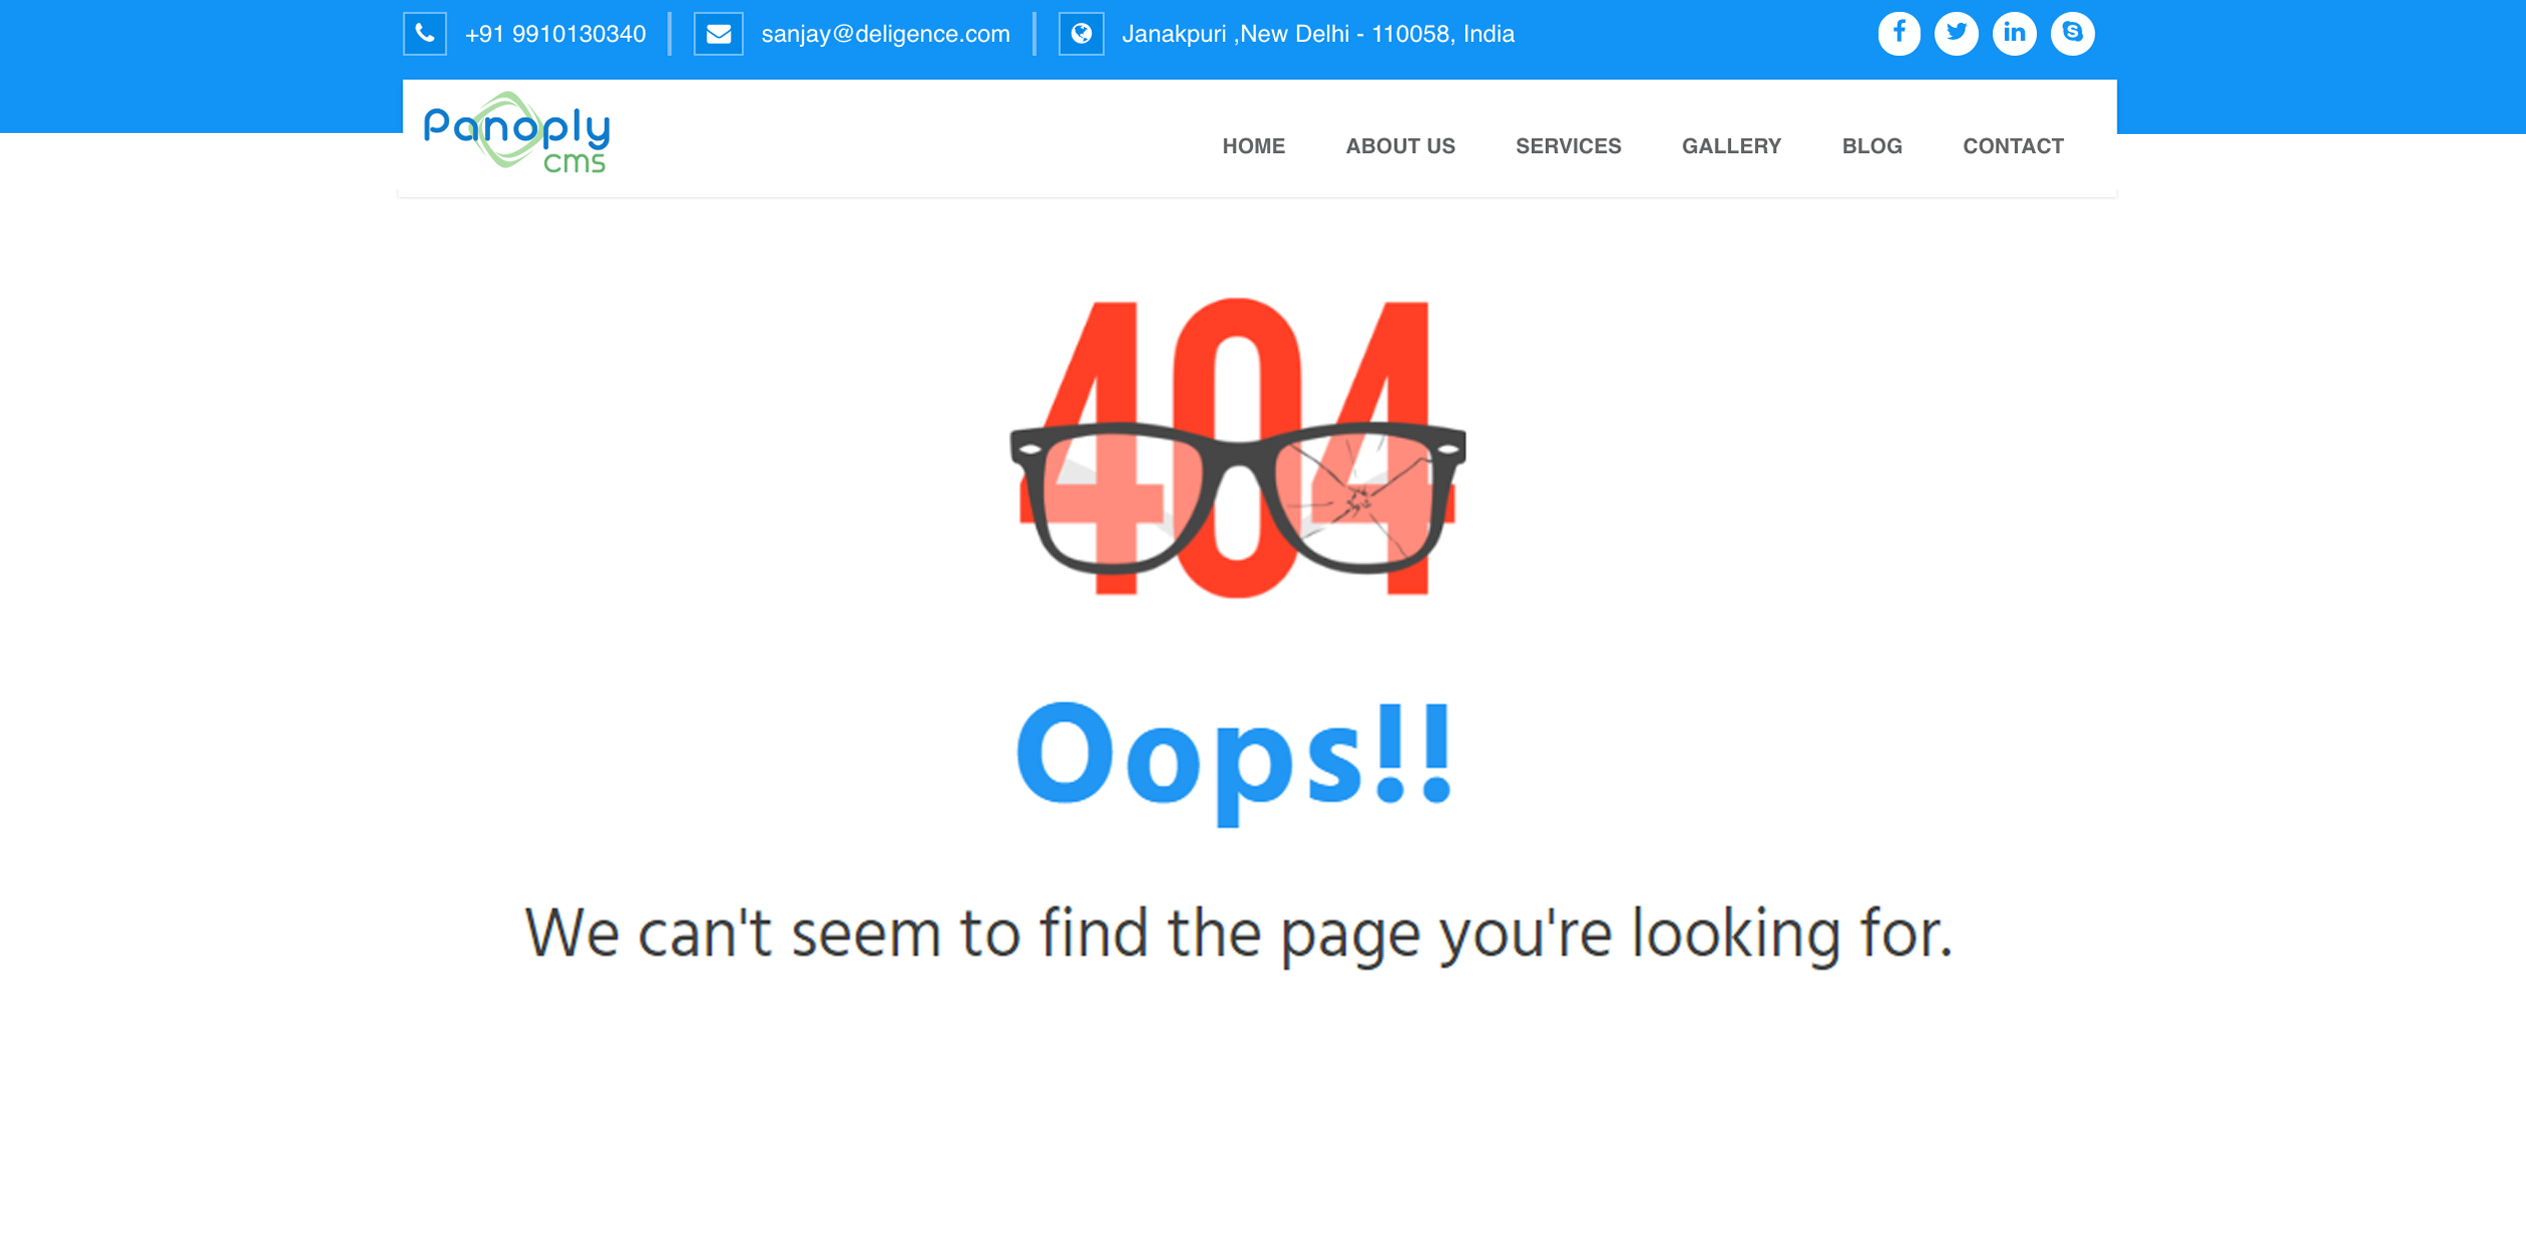 +91 9910130340 sanjay@deligence.com Janakpuri ,New Delhi - 110058, India
Panoply
cms
HOME ABOUT US SERVICES GALLERY BLOG CONTACT
404
Oops!!
We can't seem to find the page you're looking for.